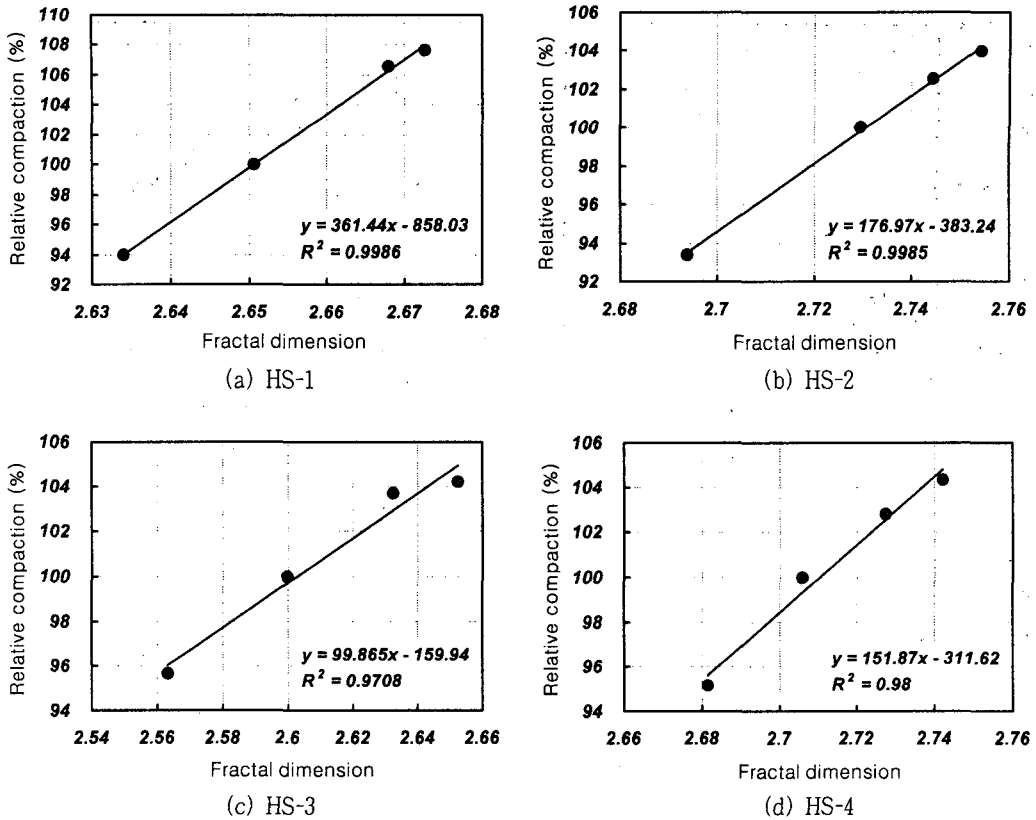 Relative compaction (%)
110
108
106
104
102
100
98
96
94
92
y = 361.44x - 858.03
R² = 0.9986
2.63 2.64 2.65 2.66 2.67 2.68
Fractal dimension
(a) HS-1
Relative compaction (%)
106
104
102
100
98
96
94
92
y = 176.97x - 383.24
R² = 0.9985
2.68 2.7 2.72 2.74 2.76
Fractal dimension
(b) HS-2
Relative compaction (%)
106
104
102
100
98
96
94
y = 99.865x - 159.94
R² = 0.9708
2.54 2.56 2.58 2.6 2.62 2.64 2.66
Fractal dimension
(c) HS-3
Relative compaction (%)
106
104
102
100
98
96
94
y = 151.87x - 311.62
R² = 0.98
2.66 2.68 2.7 2.72 2.74 2.76
Fractal dimension
(d) HS-4